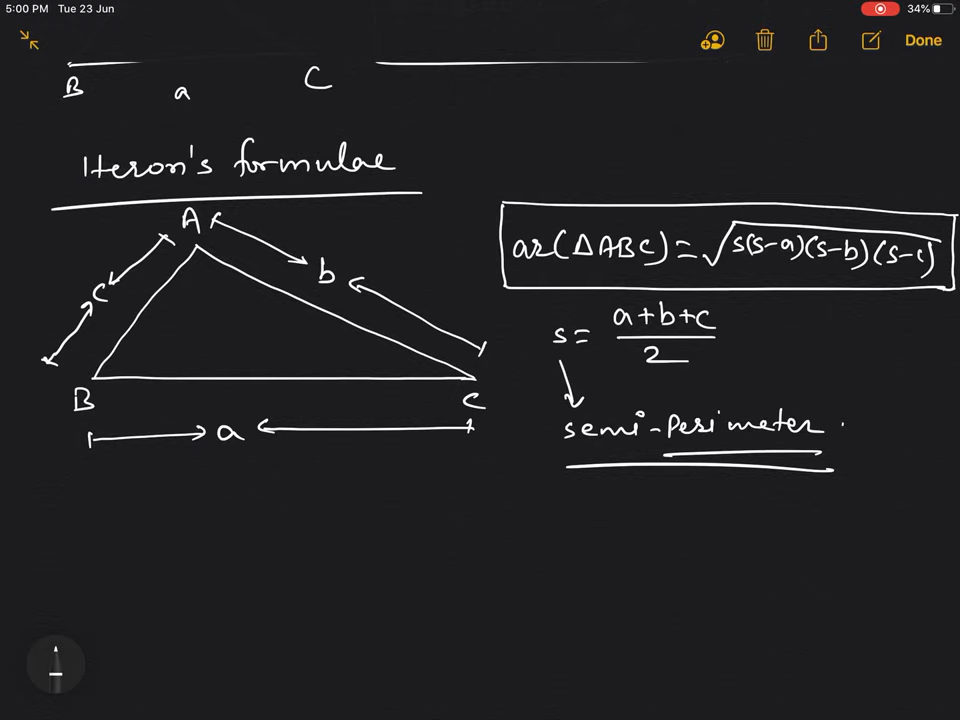 5:00 PM Tue 23 Jun
34%
Done
B a C
Heron's formulae
A
b
c
B
C
a
ar(ΔABC) = √s(s-a)(s-b)(s-c)
s = a+b+c
2
semi-perimeter.